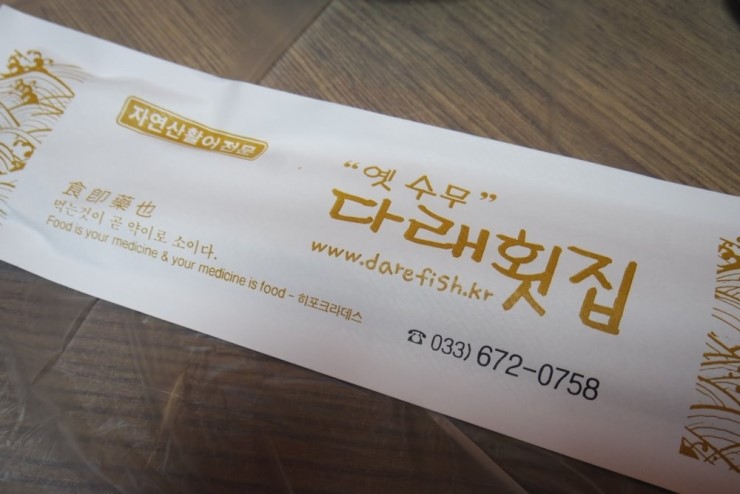 자연산활어전문
“옛 수무”
다래횟집
www.darefish.kr
食卽藥也
먹는것이 곧 약이로 소이다.
Food is your medicine & your medicine is food - 히포크라데스
☎ 033) 672-0758